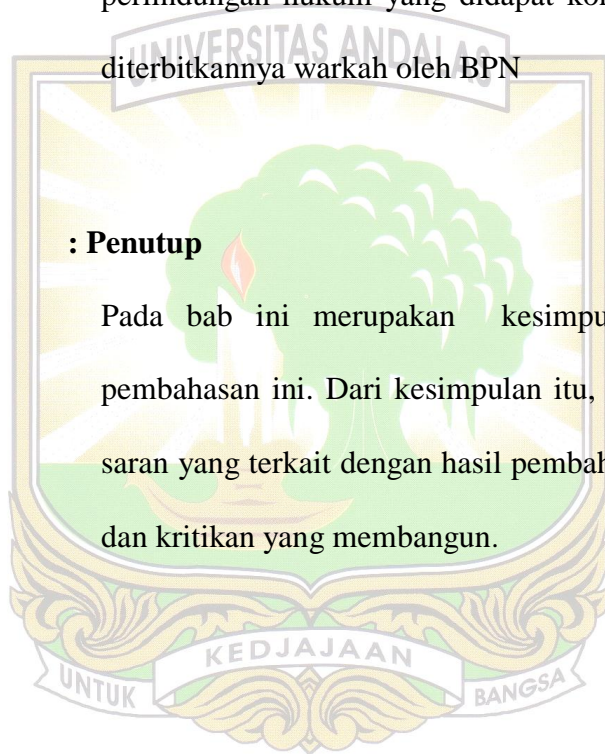 perlindungan hukum yang didapat kon
UNIVERSITAS ANDALAS
diterbitkannya warkah oleh BPN
: Penutup
Pada bab ini merupakan kesimpu
pembahasan ini. Dari kesimpulan itu,
saran yang terkait dengan hasil pembah
dan kritikan yang membangun.
KEDJAJAAN
UNTUK BANGSA